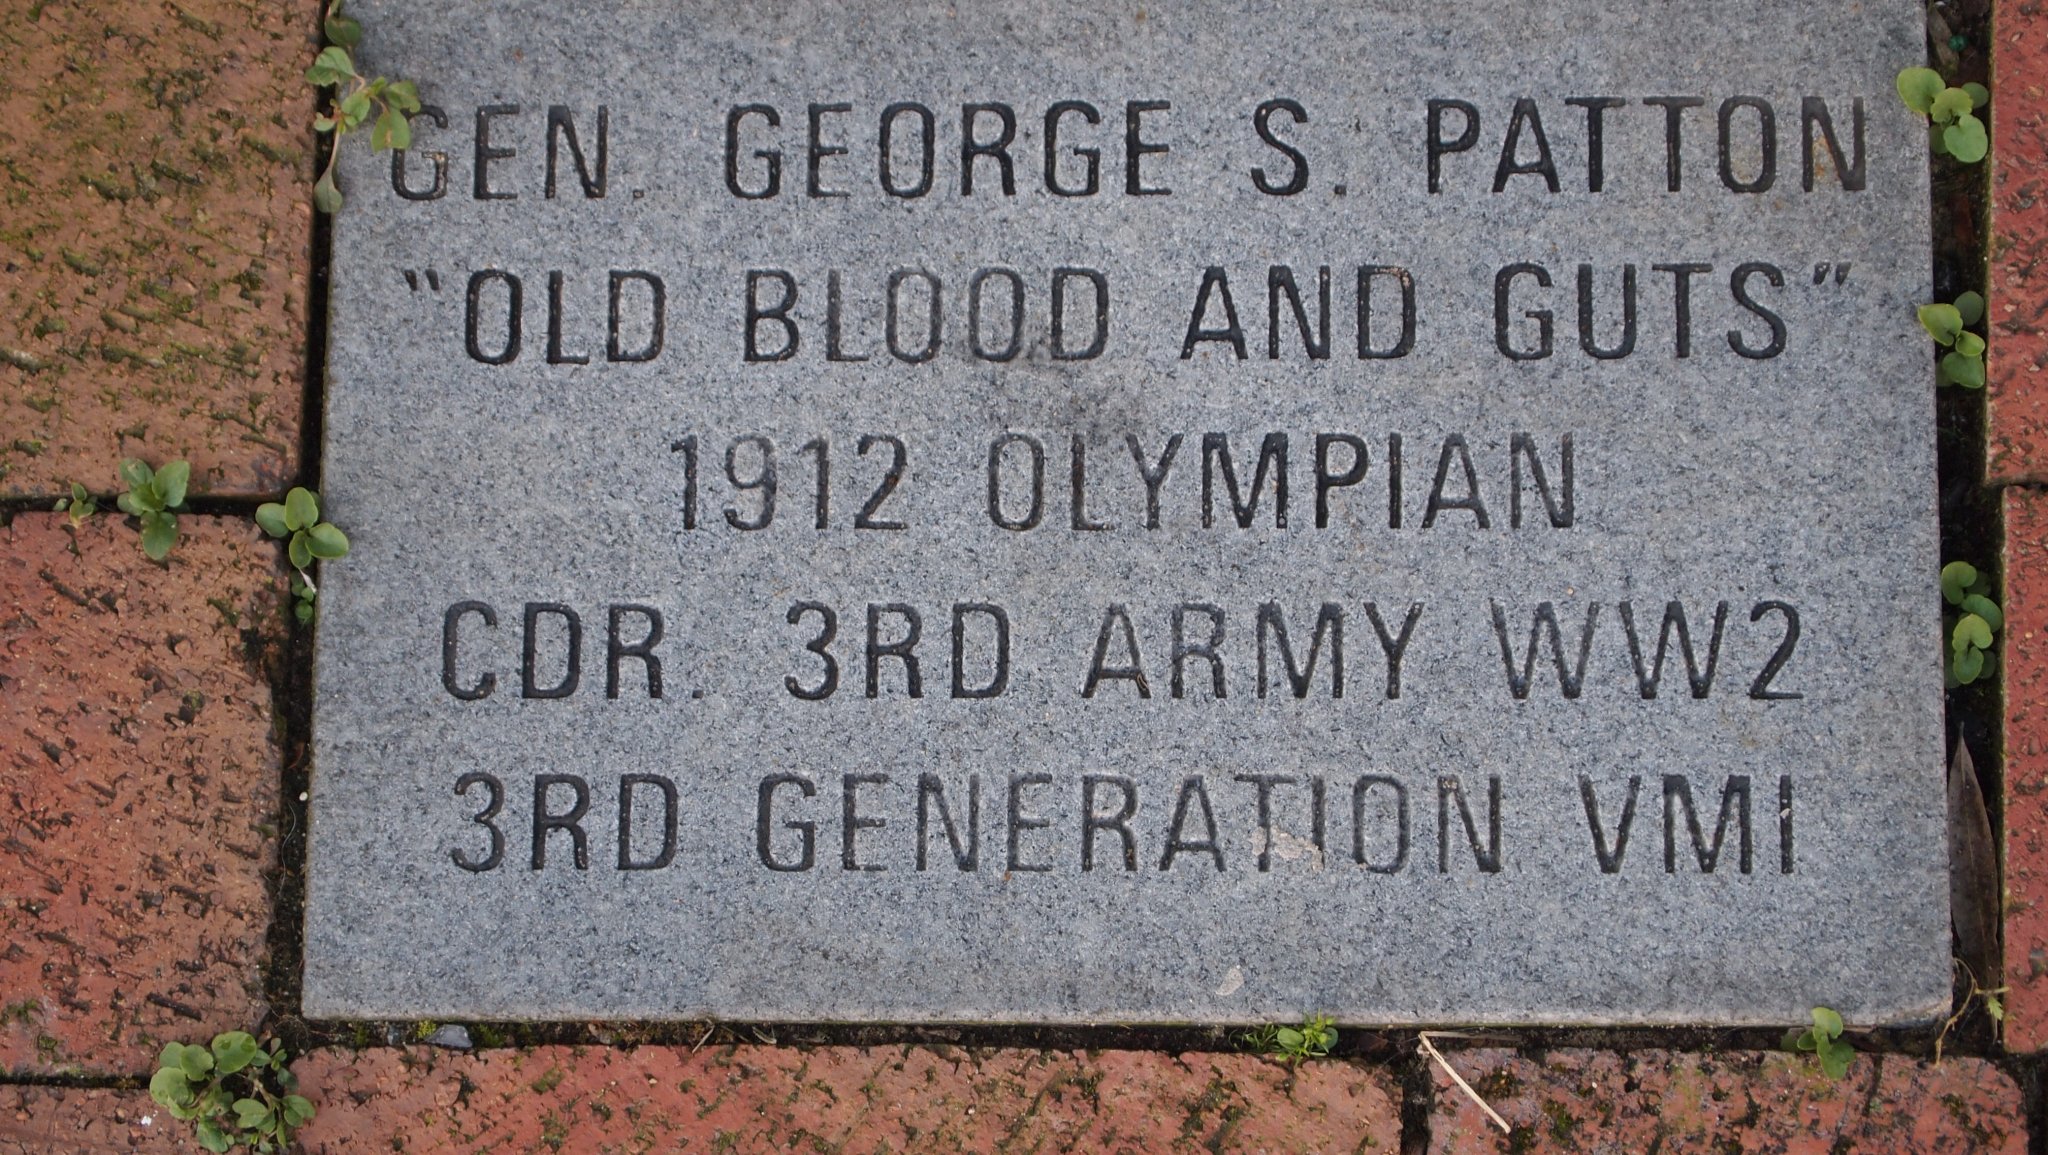 GEN. GEORGE S. PATTON
"OLD BLOOD AND GUTS"
1912 OLYMPIAN
CDR. 3RD ARMY WW2
3RD GENERATION VMI